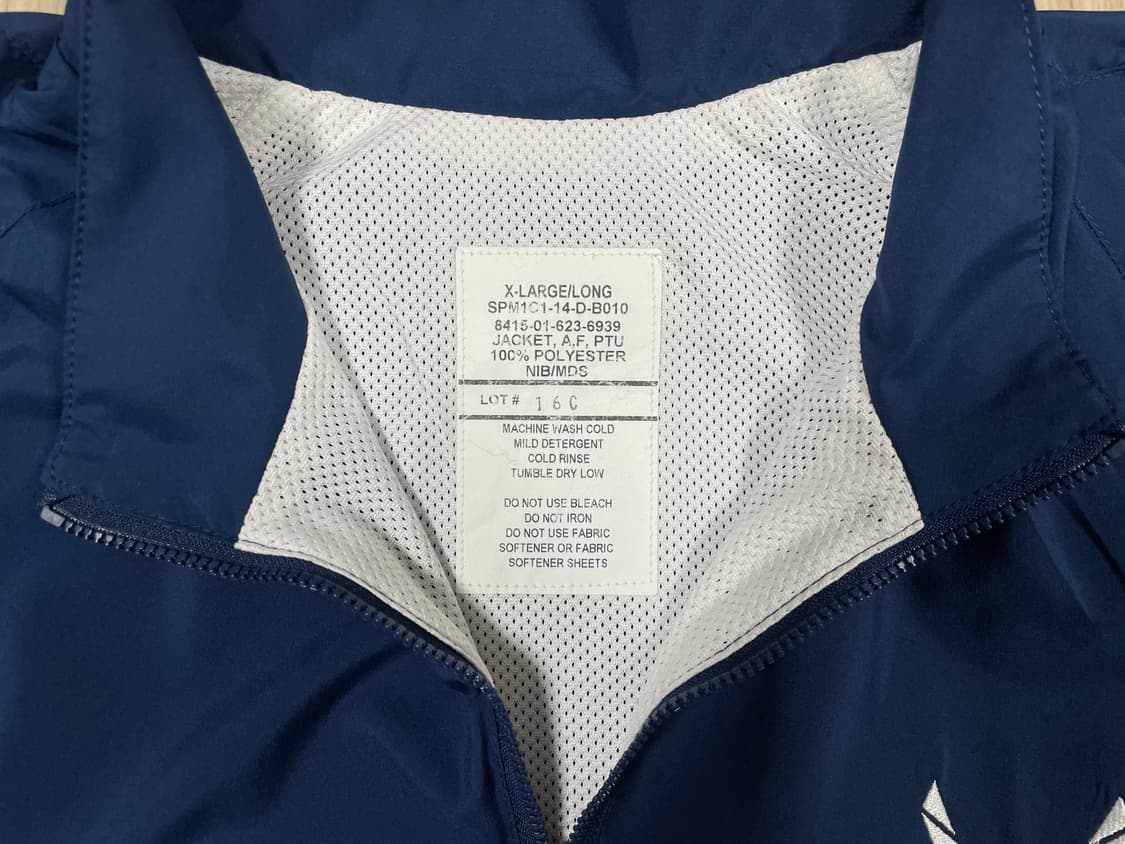 X-LARGE/LONG
SPM1C1-14-D-B010
8415-01-623-6939
JACKET, A.F, PTU
100% POLYESTER
NIB/MDS
LOT # 16C
MACHINE WASH COLD
MILD DETERGENT
COLD RINSE
TUMBLE DRY LOW
DO NOT USE BLEACH
DO NOT IRON
DO NOT USE FABRIC
SOFTENER OR FABRIC
SOFTENER SHEETS